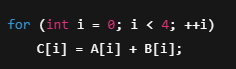 for (int i = 0; i < 4; ++i)
    C[i] = A[i] + B[i];